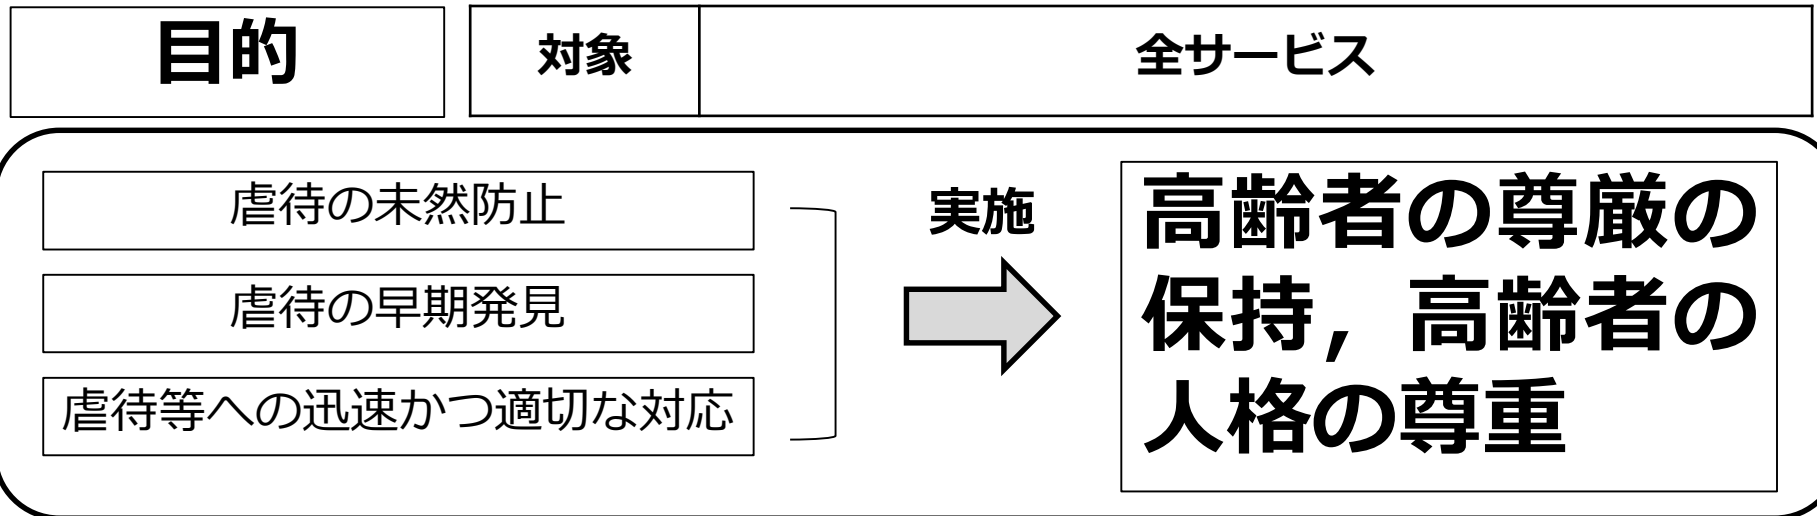 目的
対象
全サービス
虐待の未然防止
虐待の早期発見
虐待等への迅速かつ適切な対応
実施
高齢者の尊厳の
保持，高齢者の
人格の尊重